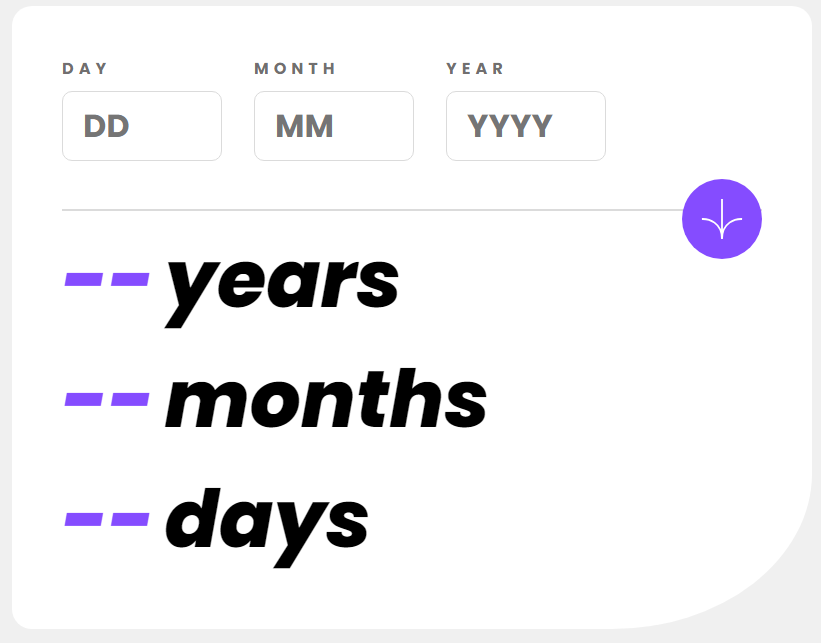 DAY MONTH YEAR
DD MM YYYY
-- years
-- months
-- days